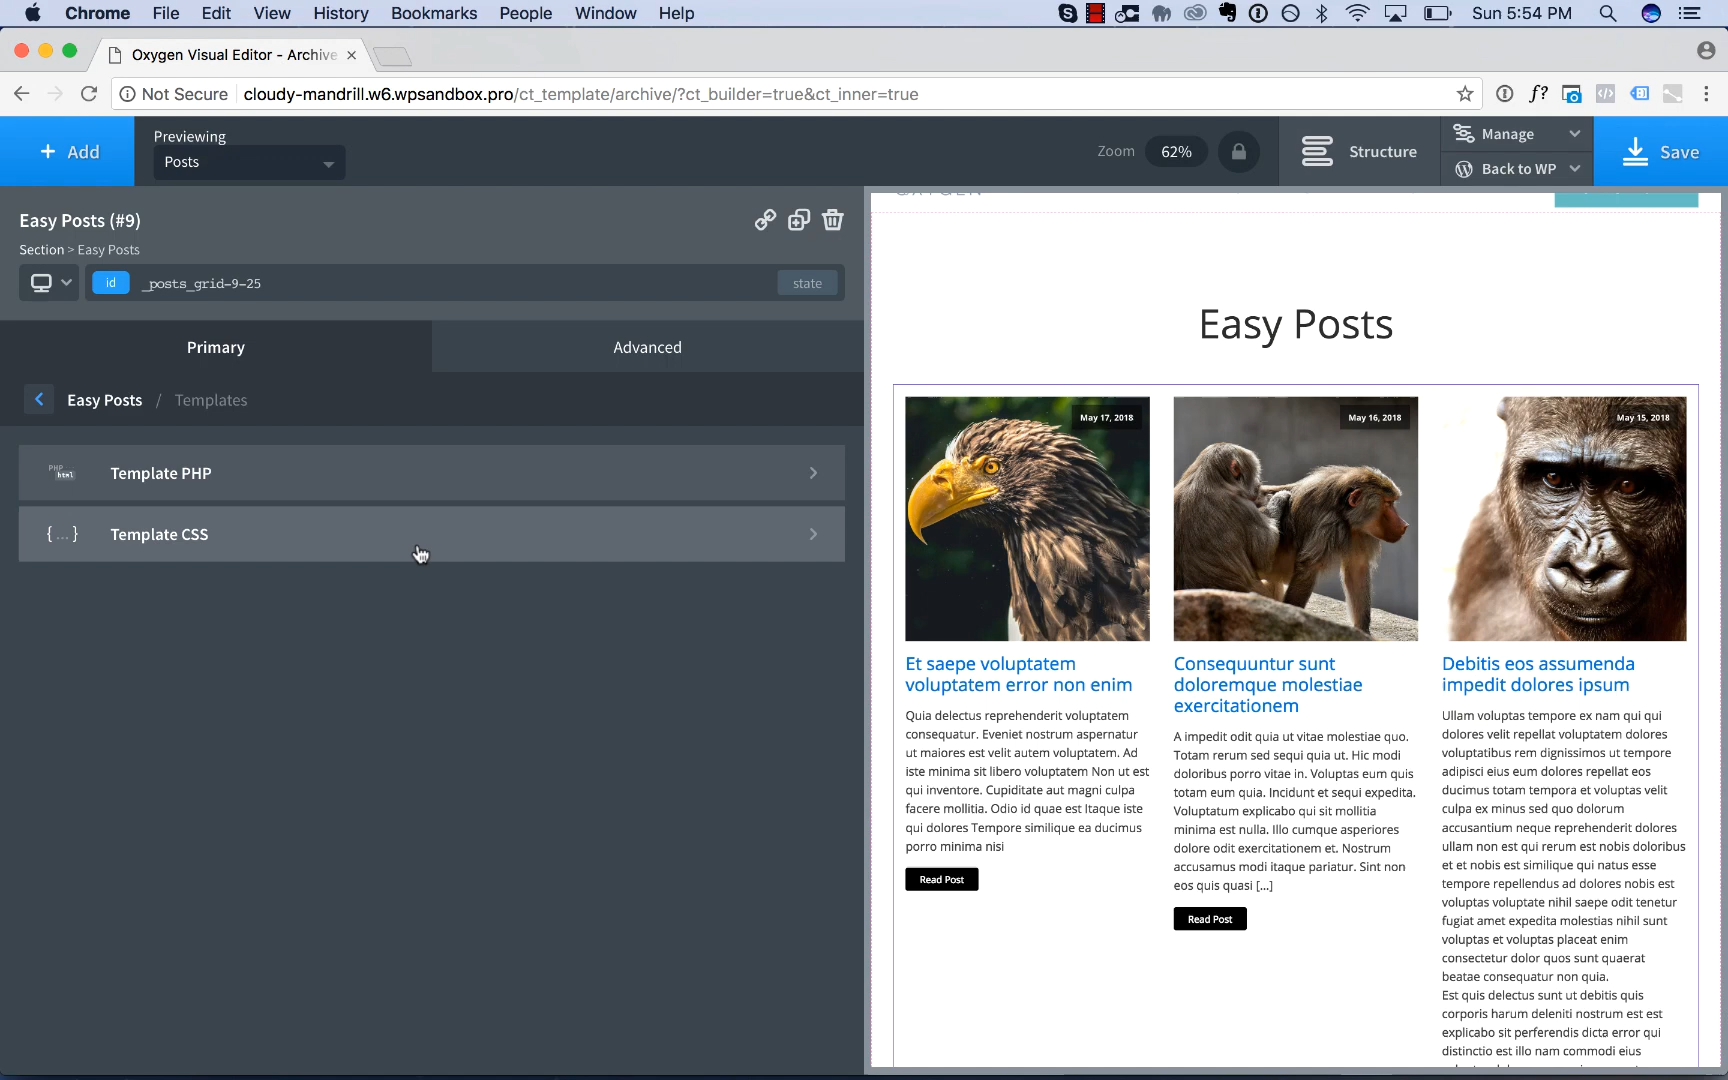 Chrome File Edit View History Bookmarks People Window Help
Sun 5:54 PM
Oxygen Visual Editor - Archive
Not Secure cloudy-mandrill.w6.wpsandbox.pro/ct_template/archive/?ct_builder=true&ct_inner=true
+ Add
Previewing
Posts
Zoom 62%
Structure
Manage
Back to WP
Save
Easy Posts (#9)
Section > Easy Posts
id _posts_grid-9-25 state
Primary
Advanced
Easy Posts / Templates
PHP html Template PHP
{...} Template CSS
Easy Posts
May 17, 2018
Et saepe voluptatem
voluptatem error non enim
Quia delectus reprehenderit voluptatem
consequatur. Eveniet nostrum aspernatur
ut maiores est velit autem voluptatem. Ad
iste minima sit libero voluptatem Non ut est
qui inventore. Cupiditate aut magni culpa
facere mollitia. Odio id quae est Itaque iste
qui dolores Tempore similique ea ducimus
porro minima nisi
Read Post
May 16, 2018
Consequuntur sunt
doloremque molestiae
exercitationem
A impedit odit quia ut vitae molestiae quo.
Totam rerum sed sequi quia ut. Hic modi
doloribus porro vitae in. Voluptas eum quis
totam eum quia. Incidunt et sequi expedita.
Voluptatum explicabo qui sit mollitia
minima est nulla. Illo cumque asperiores
dolore odit exercitationem et. Nostrum
accusamus modi itaque pariatur. Sint non
eos quis quasi [...]
Read Post
May 15, 2018
Debitis eos assumenda
impedit dolores ipsum
Ullam voluptas tempore ex nam qui qui
dolores velit repellat voluptatem dolores
voluptatibus rem dignissimos ut tempore
adipisci eius eum dolores repellat eos
ducimus totam tempora et voluptas velit
culpa ex minus sed quo dolorum
accusantium neque reprehenderit dolores
ullam non est qui rerum est nobis doloribus
et et nobis est similique qui natus esse
tempore repellendus ad dolores nobis est
voluptas voluptate nihil saepe odit tenetur
fugiat amet expedita molestias nihil sunt
voluptas et voluptas placeat enim
consectetur dolor quos sunt quaerat
beatae consequatur non quia.
Est quis delectus sunt ut debitis quis
corporis harum deleniti nostrum est est
explicabo sit perferendis dicta error qui
distinctio est illo nam commodi eius